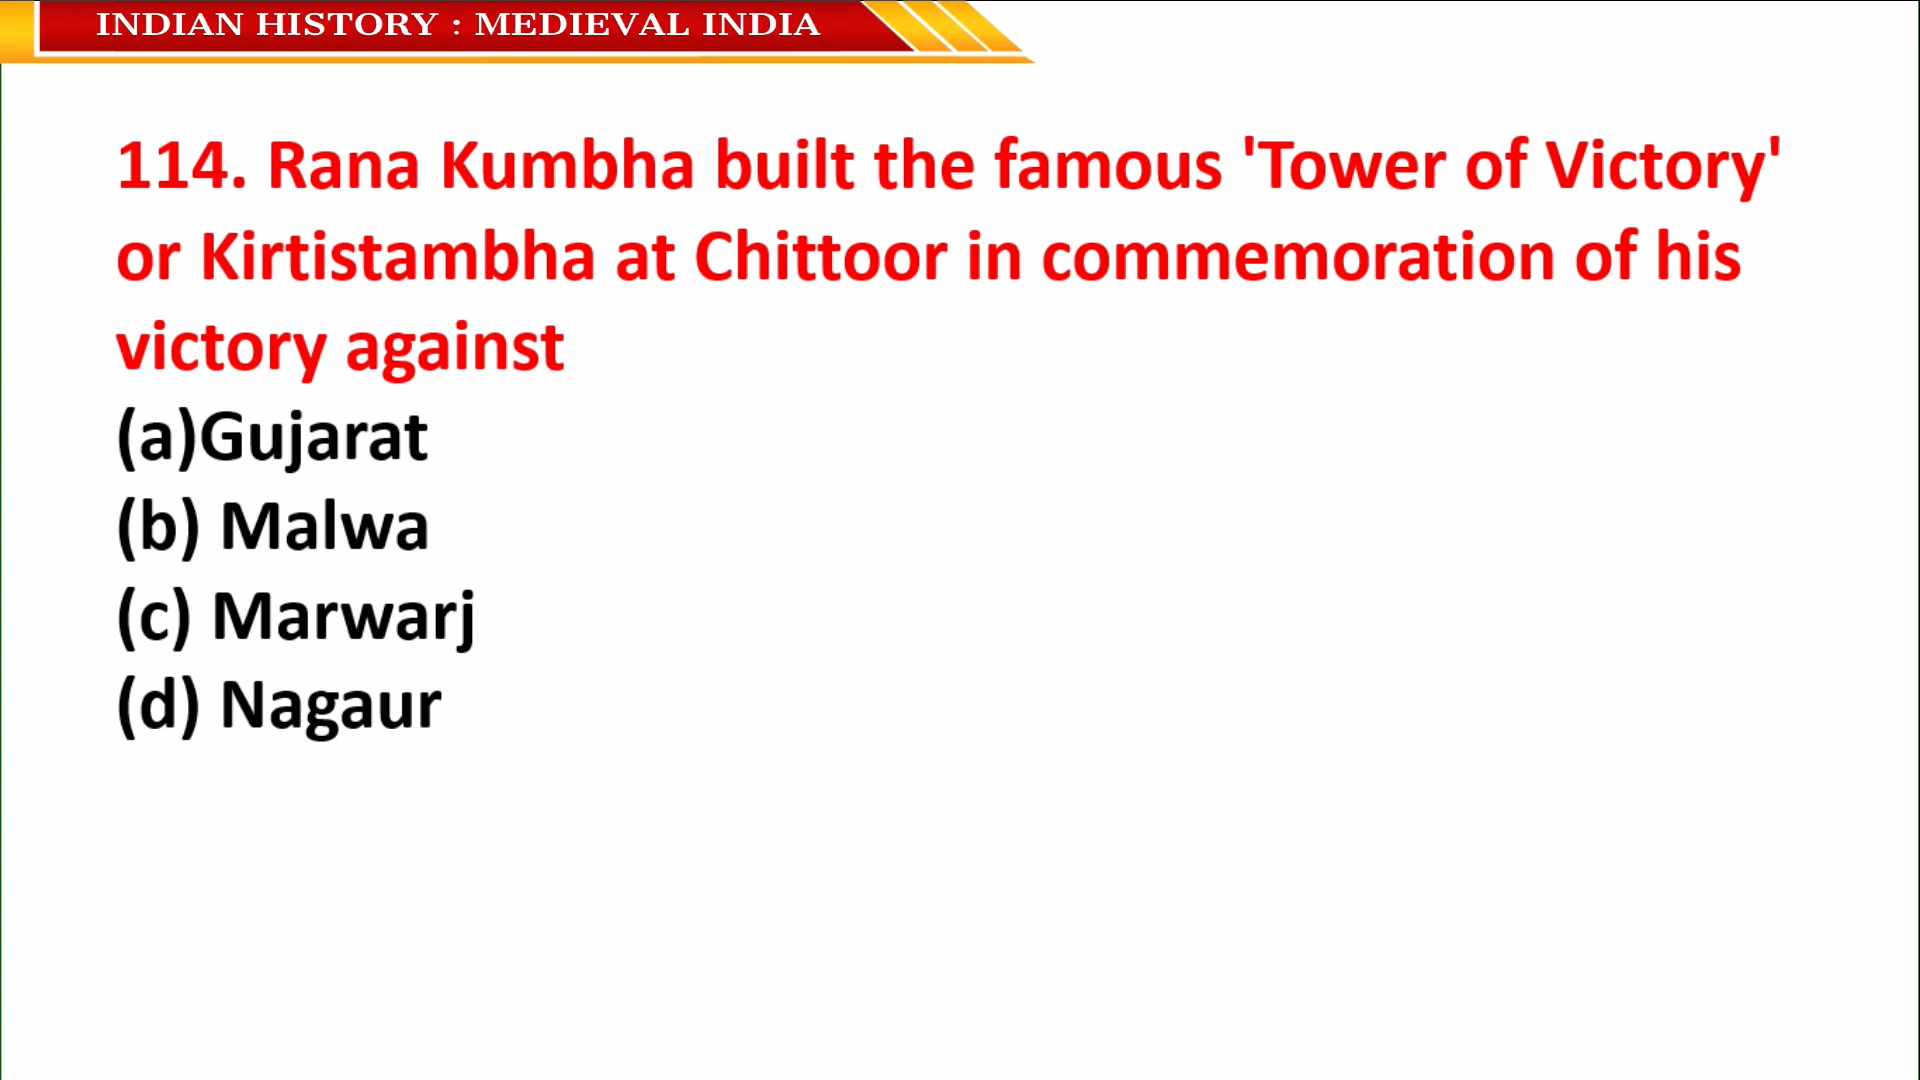 INDIAN HISTORY : MEDIEVAL INDIA
114. Rana Kumbha built the famous 'Tower of Victory'
or Kirtistambha at Chittoor in commemoration of his
victory against
(a)Gujarat
(b) Malwa
(c) Marwarj
(d) Nagaur